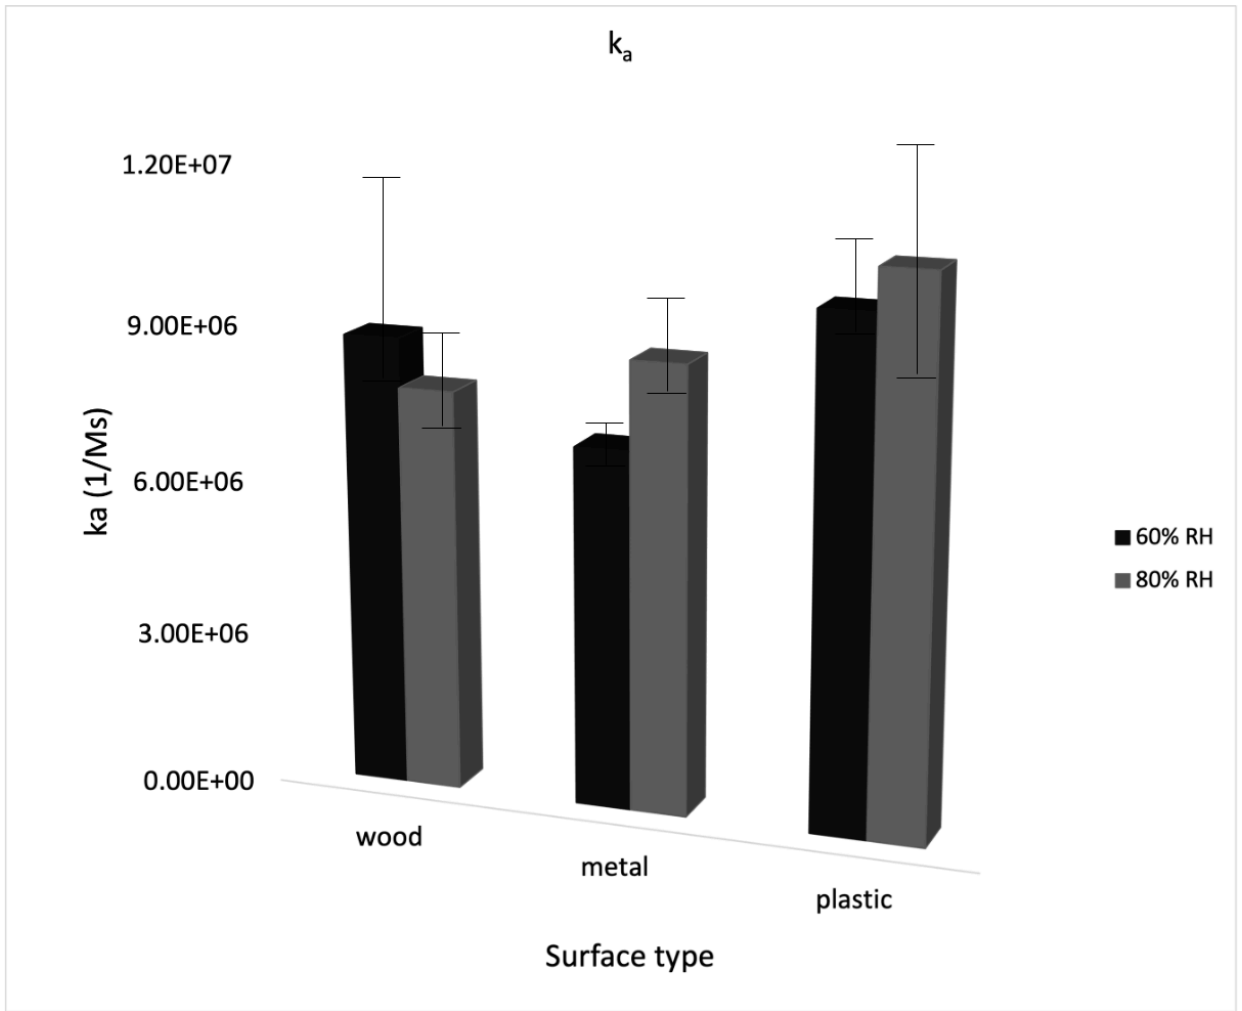 kₐ
1.20E+07
9.00E+06
6.00E+06
3.00E+06
0.00E+00
ka (1/Ms)
wood
metal
plastic
Surface type
60% RH
80% RH